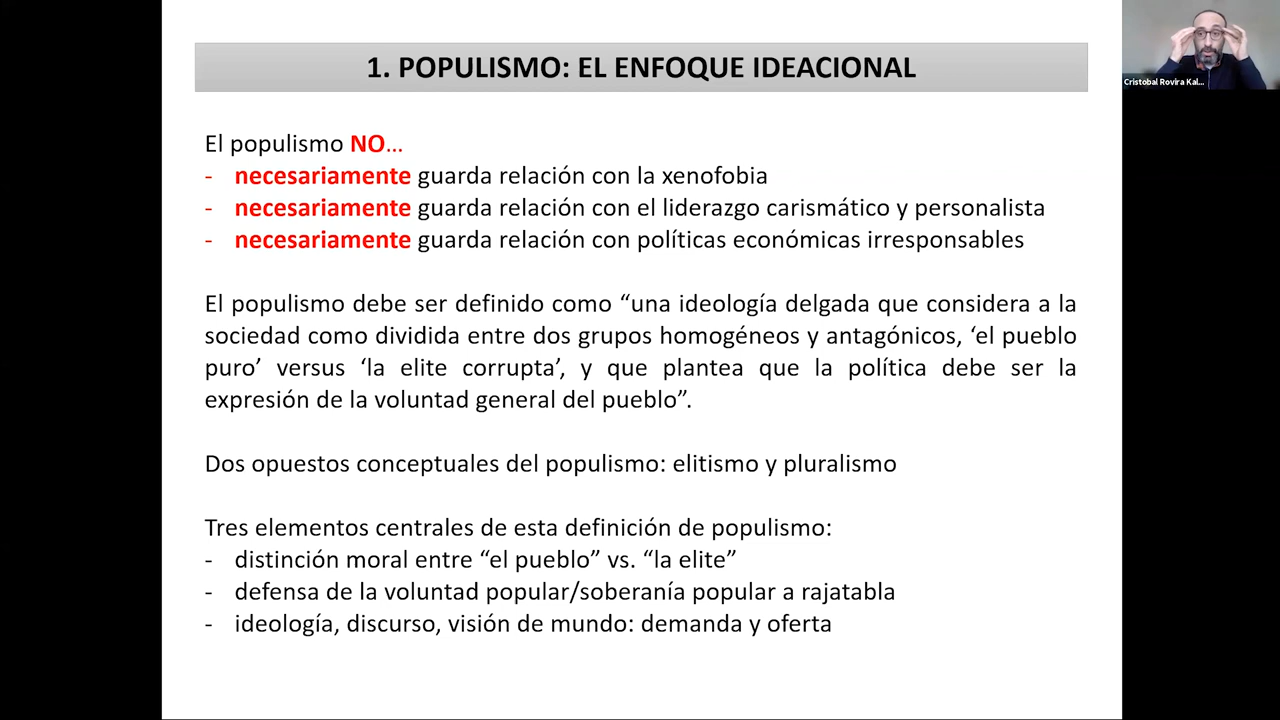 1. POPULISMO: EL ENFOQUE IDEACIONAL
Cristobal Rovira Kal...
El populismo NO...
- necesariamente guarda relación con la xenofobia
- necesariamente guarda relación con el liderazgo carismático y personalista
- necesariamente guarda relación con políticas económicas irresponsables
El populismo debe ser definido como “una ideología delgada que considera a la
sociedad como dividida entre dos grupos homogéneos y antagónicos, ‘el pueblo
puro’ versus ‘la elite corrupta’, y que plantea que la política debe ser la
expresión de la voluntad general del pueblo”.
Dos opuestos conceptuales del populismo: elitismo y pluralismo
Tres elementos centrales de esta definición de populismo:
- distinción moral entre “el pueblo” vs. “la elite”
- defensa de la voluntad popular/soberanía popular a rajatabla
- ideología, discurso, visión de mundo: demanda y oferta